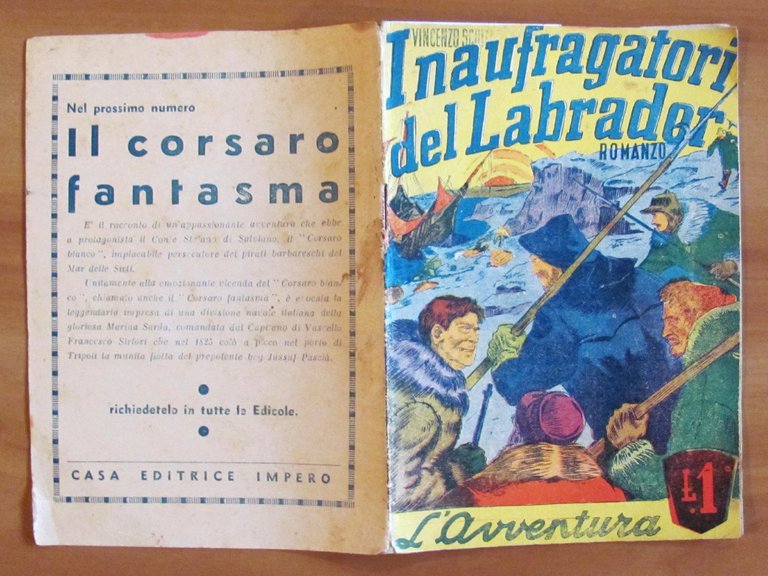 Nel prossimo numero
Il corsaro
fantasma
E' il racconto di un'appassionante avventura che ebbe
a protagonista il Conte di il "Corsaro
bianco", implacabile persecutore dei pirati barbareschi del
Mar delle Sirti.
Unitamente alla emozionante vicenda del "Corsaro bian-
co", chiamato anche il "Corsaro fantasma", è evocata la
leggendaria impresa di una divisione navale italiana della
gloriosa Marina Sarda, comandata dal Capitano di Vascello
Francesco Sivori che nel 1825 colò a picco nel porto di
Tripoli la munita flotta del prepotente bey Jussuf Pascià.
richiedetelo in tutte le Edicole.
CASA EDITRICE IMPERO
VINCENZO
I naufragatori
del Labrador
ROMANZO
L. 1
L'Avventura